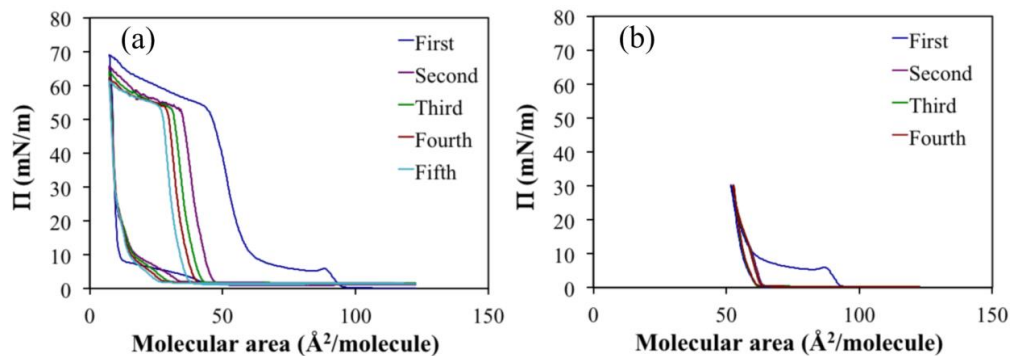 (a)
80
70
60
50
40
30
20
10
0
Π (mN/m)
First
Second
Third
Fourth
Fifth
0 50 100 150
Molecular area (Å²/molecule)
(b)
80
70
60
50
40
30
20
10
0
Π (mN/m)
First
Second
Third
Fourth
0 50 100 150
Molecular area (Å²/molecule)